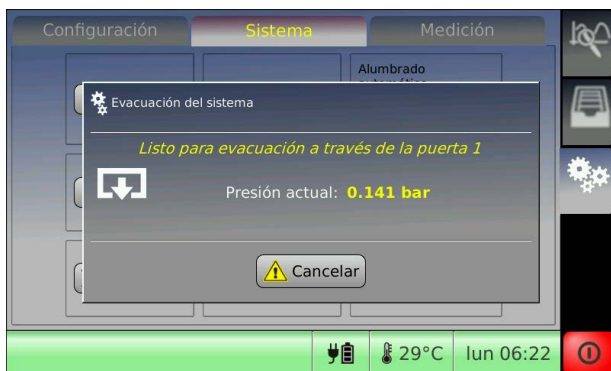 Configuración
Sistema
Medición
Alumbrado
Evacuación del sistema
Listo para evacuación a través de la puerta 1
Presión actual: 0.141 bar
Cancelar
29°C
lun 06:22